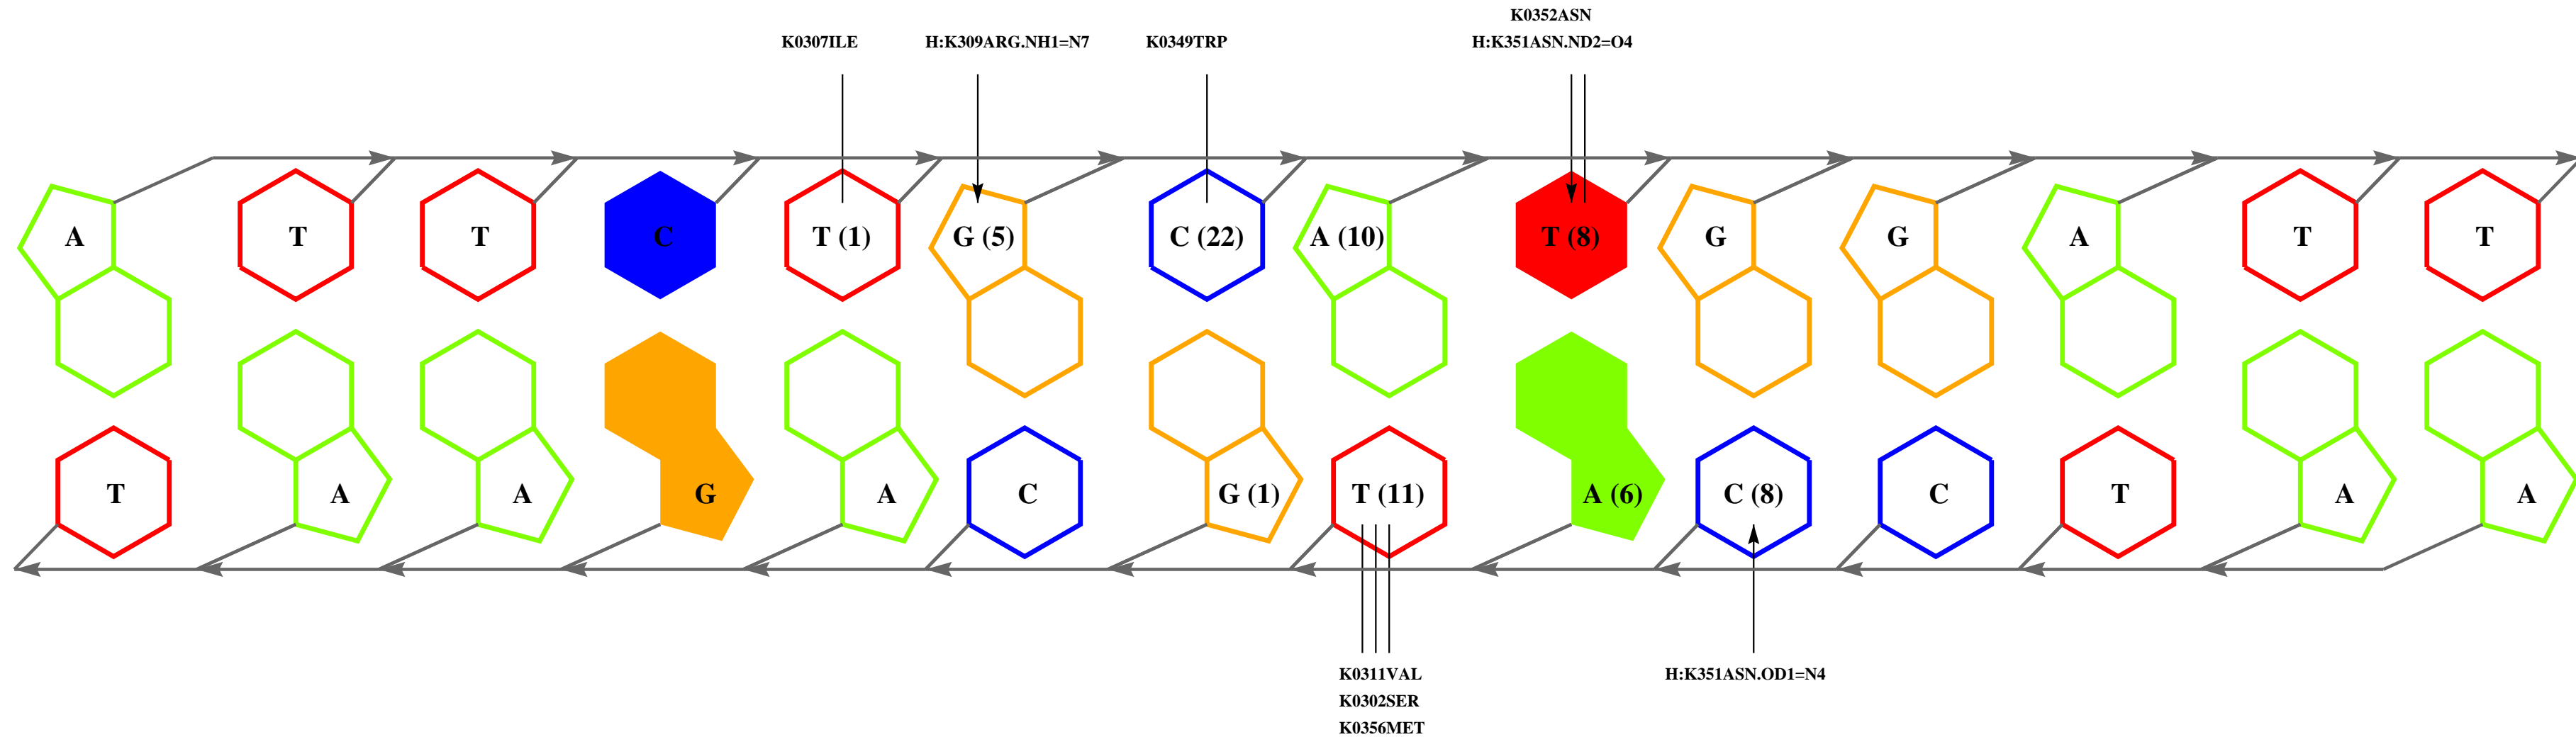 K0352ASN
K0307ILE H:K309ARG.NH1=N7 K0349TRP H:K351ASN.ND2=O4
A T T C T (1) G (5) C (22) A (10) T (8) G G A T T
T A A G A C G (1) T (11) A (6) C (8) C T A A
K0311VAL H:K351ASN.OD1=N4
K0302SER
K0356MET